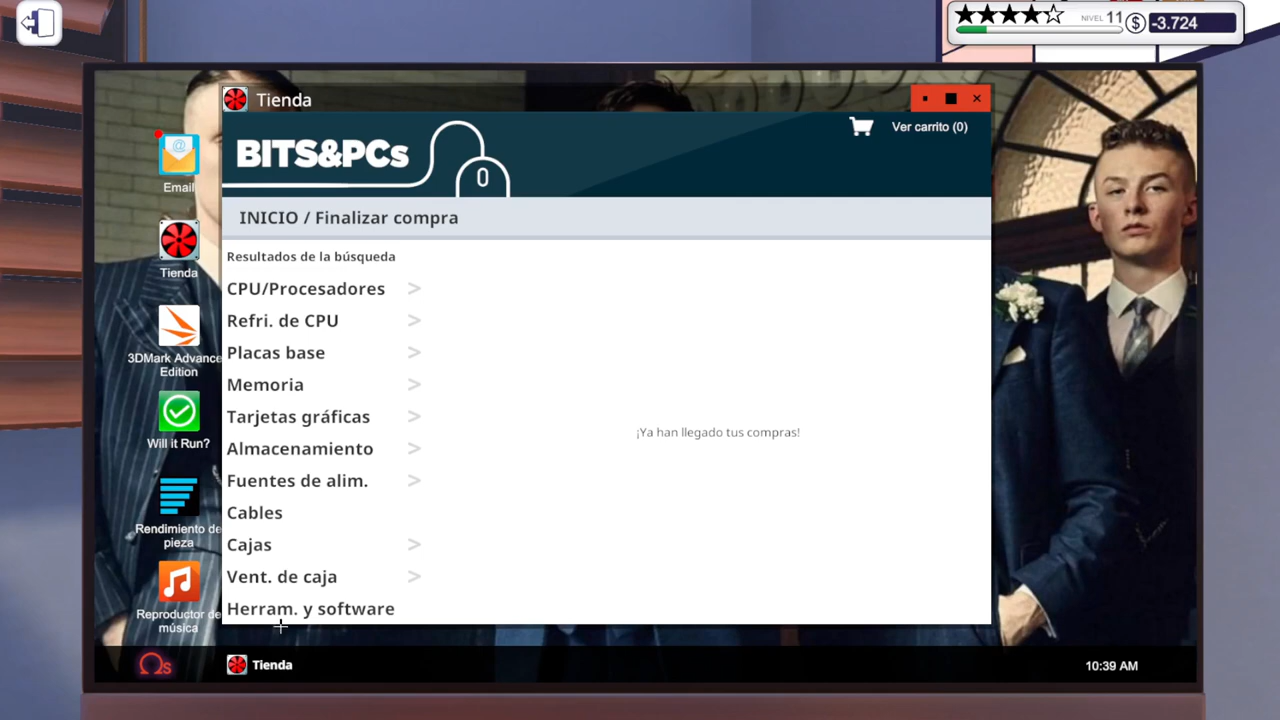 NIVEL 11
$ -3.724
Tienda
BITS&PCs
Ver carrito (0)
INICIO / Finalizar compra
Resultados de la búsqueda
CPU/Procesadores >
Refri. de CPU >
Placas base >
Memoria >
Tarjetas gráficas >
Almacenamiento >
Fuentes de alim. >
Cables
Cajas >
Vent. de caja >
Herram. y software
¡Ya han llegado tus compras!
Email
Tienda
3DMark Advance
Edition
Will it Run?
Rendimiento de
pieza
Reproductor de
música
Ωs
Tienda
10:39 AM